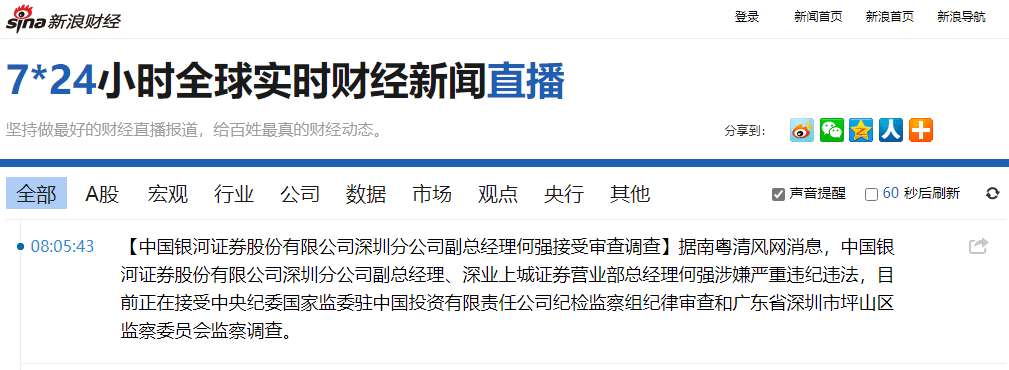 sina 新浪财经
登录 新闻首页 新浪首页 新浪导航
7*24小时全球实时财经新闻直播
坚持做最好的财经直播报道，给百姓最真的财经动态。
分享到：
全部 A股 宏观 行业 公司 数据 市场 观点 央行 其他
声音提醒 60 秒后刷新
08:05:43
【中国银河证券股份有限公司深圳分公司副总经理何强接受审查调查】据南粤清风网消息，中国银
河证券股份有限公司深圳分公司副总经理、深业上城证券营业部总经理何强涉嫌严重违纪违法，目
前正在接受中央纪委国家监委驻中国投资有限责任公司纪检监察组纪律审查和广东省深圳市坪山区
监察委员会监察调查。